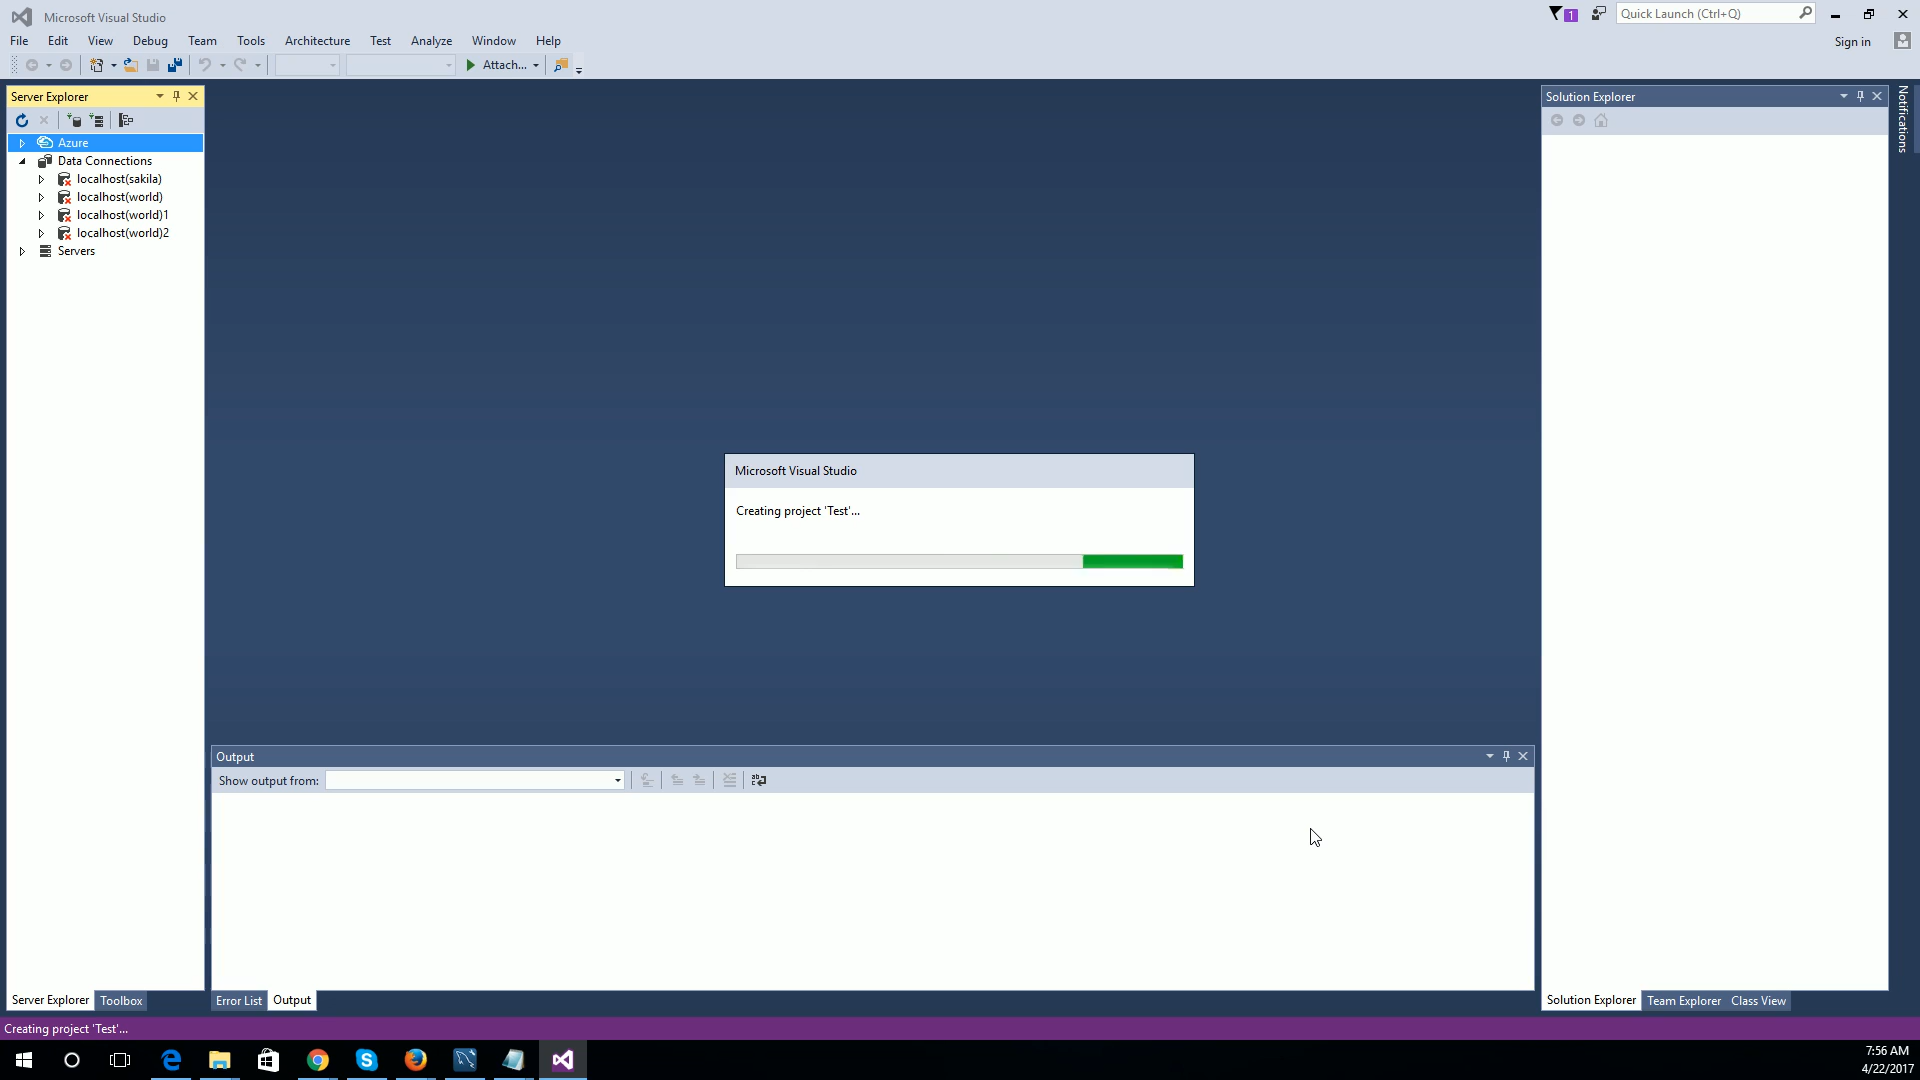 Microsoft Visual Studio
1
Quick Launch (Ctrl+Q)
File Edit View Debug Team Tools Architecture Test Analyze Window Help
Sign in
Attach...
Server Explorer
Solution Explorer
Notifications
Azure
Data Connections
localhost(sakila)
localhost(world)
localhost(world)1
localhost(world)2
Servers
Microsoft Visual Studio
Creating project 'Test'...
Output
Show output from:
Server Explorer Toolbox
Error List Output
Solution Explorer Team Explorer Class View
Creating project 'Test'...
7:56 AM
4/22/2017